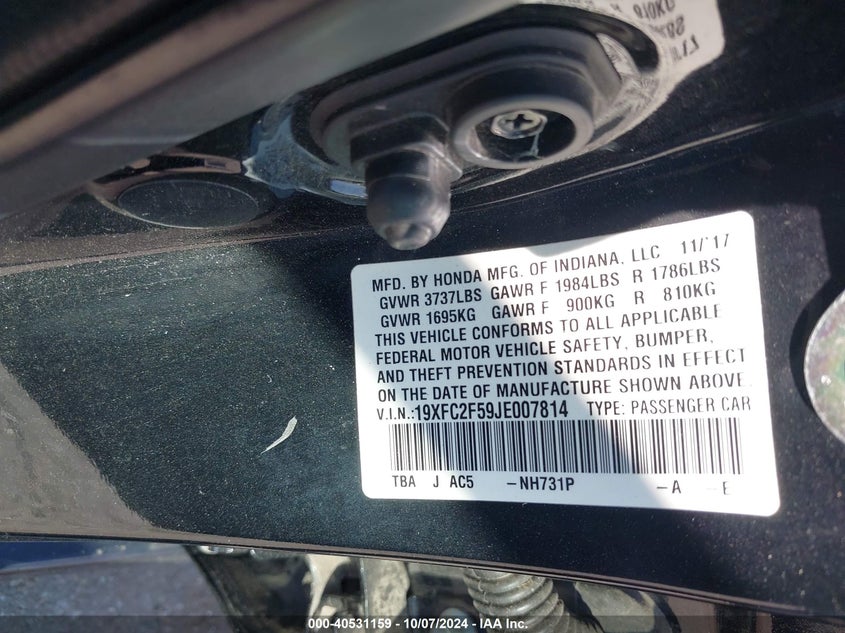 MFD. BY HONDA MFG. OF INDIANA, LLC 11/'17
GVWR 3737LBS GAWR F 1984LBS R 1786LBS
GVWR 1695KG GAWR F 900KG R 810KG
THIS VEHICLE CONFORMS TO ALL APPLICABLE
FEDERAL MOTOR VEHICLE SAFETY, BUMPER,
AND THEFT PREVENTION STANDARDS IN EFFECT
ON THE DATE OF MANUFACTURE SHOWN ABOVE.
V.I.N.:19XFC2F59JE007814 TYPE: PASSENGER CAR
TBA J AC5 -NH731P -A -E
000-40531159 - 10/07/2024 - IAA Inc.